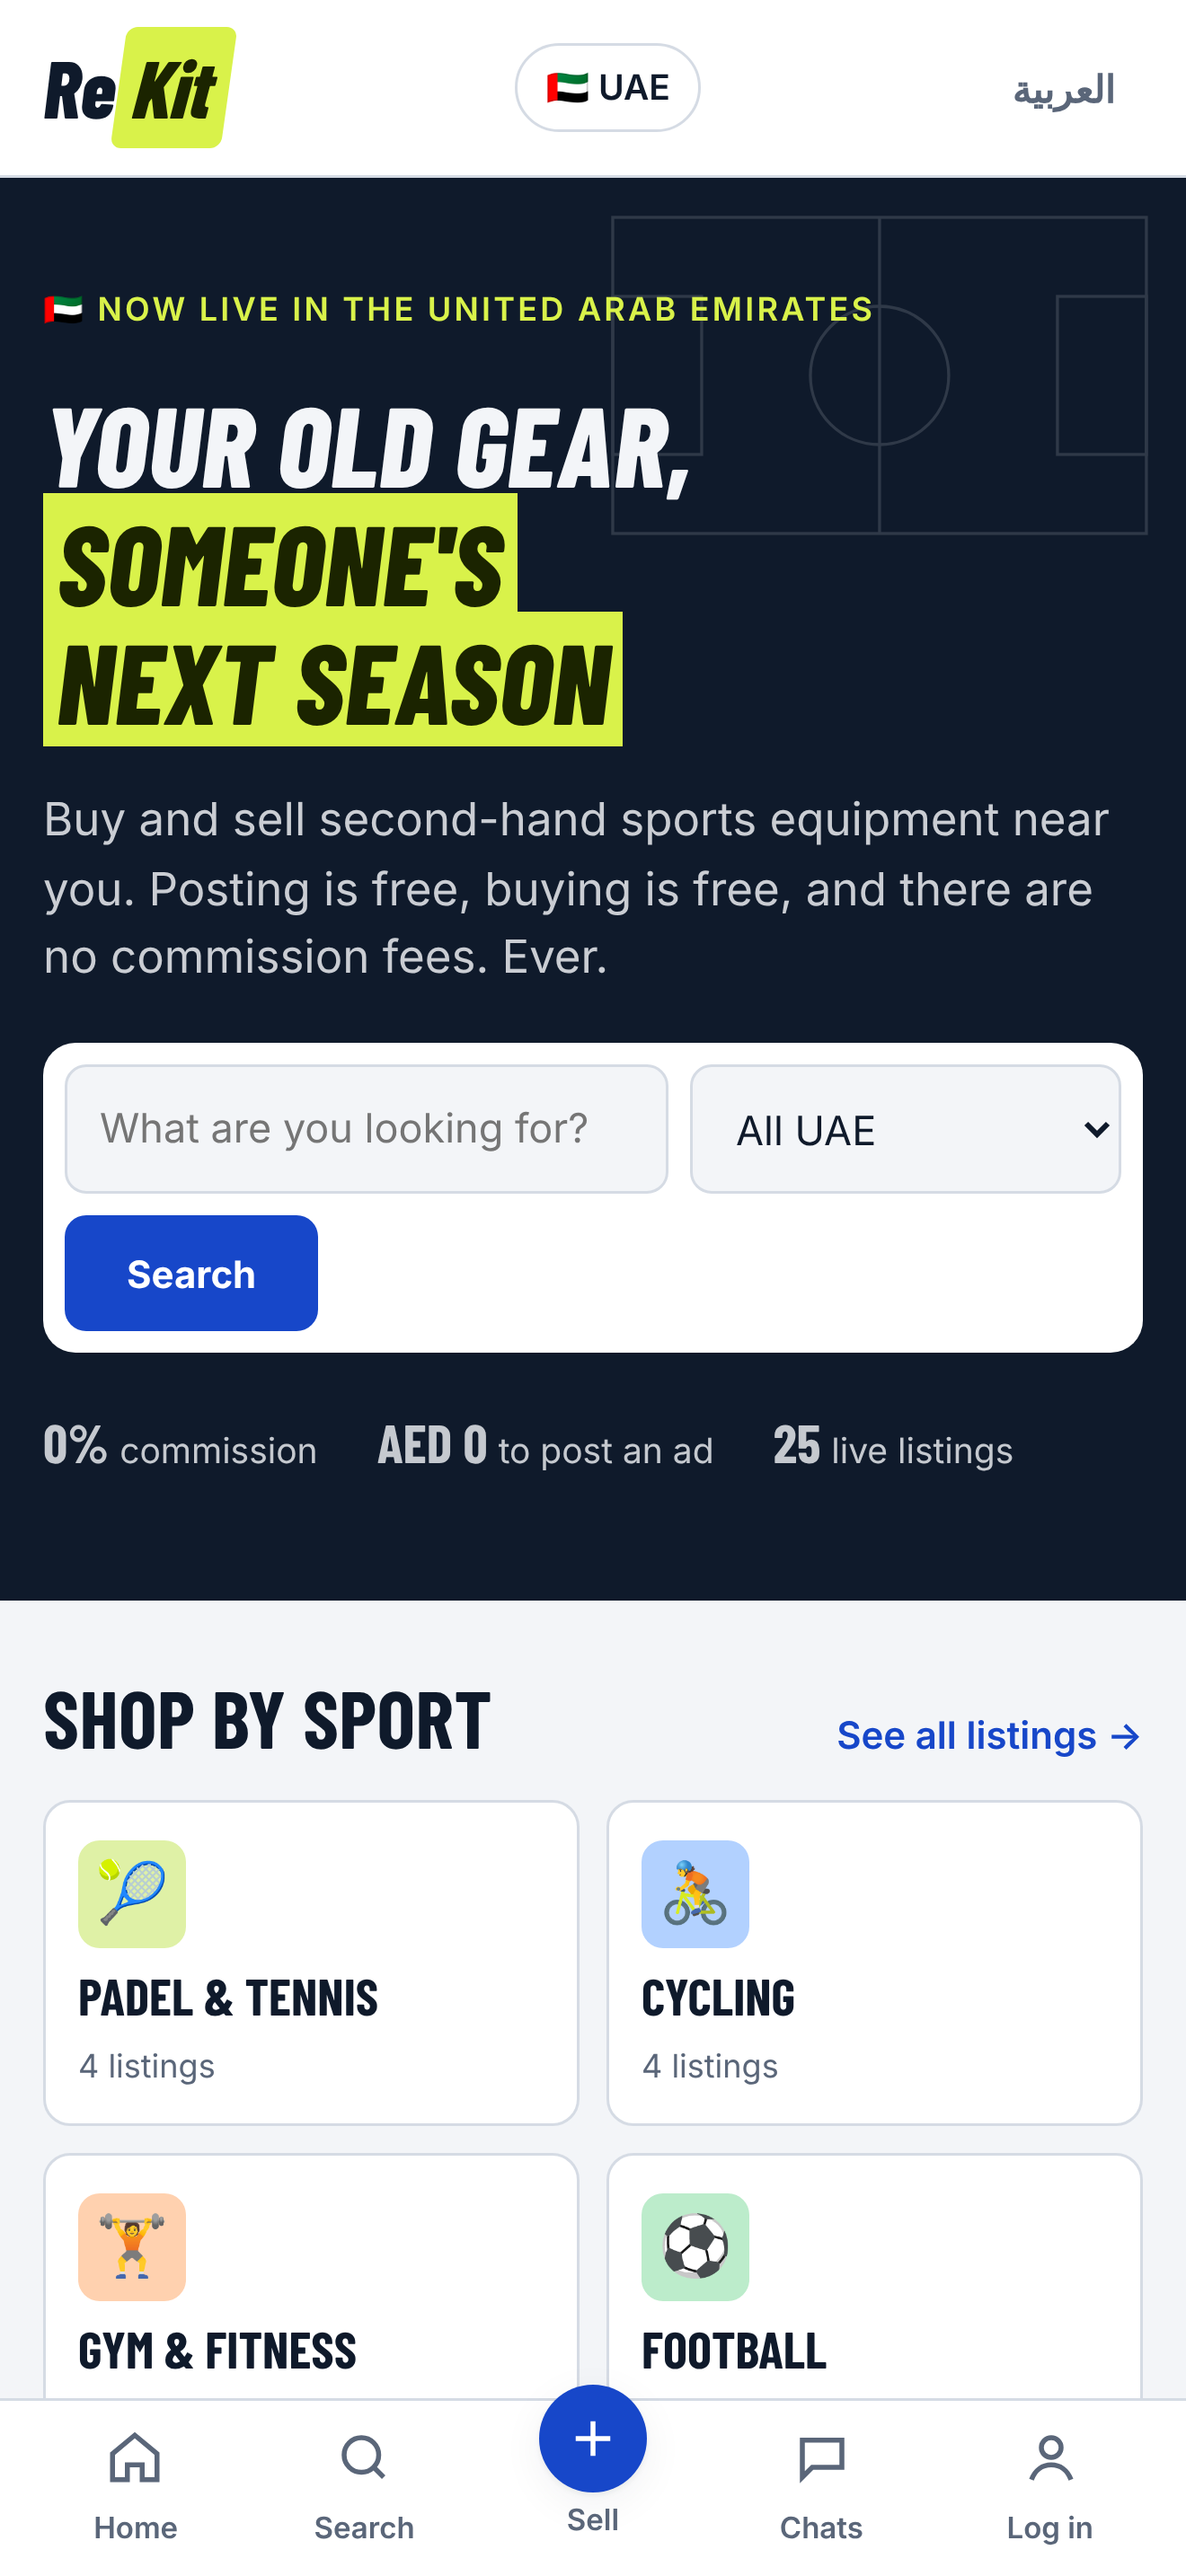 ReKit
🇦🇪 UAE
العربية
🇦🇪 NOW LIVE IN THE UNITED ARAB EMIRATES
YOUR OLD GEAR,
SOMEONE'S
NEXT SEASON
Buy and sell second-hand sports equipment near
you. Posting is free, buying is free, and there are
no commission fees. Ever.
What are you looking for?
All UAE
Search
0% commission
AED 0 to post an ad
25 live listings
SHOP BY SPORT
See all listings →
PADEL & TENNIS
4 listings
CYCLING
4 listings
GYM & FITNESS
FOOTBALL
Home
Search
Sell
Chats
Log in